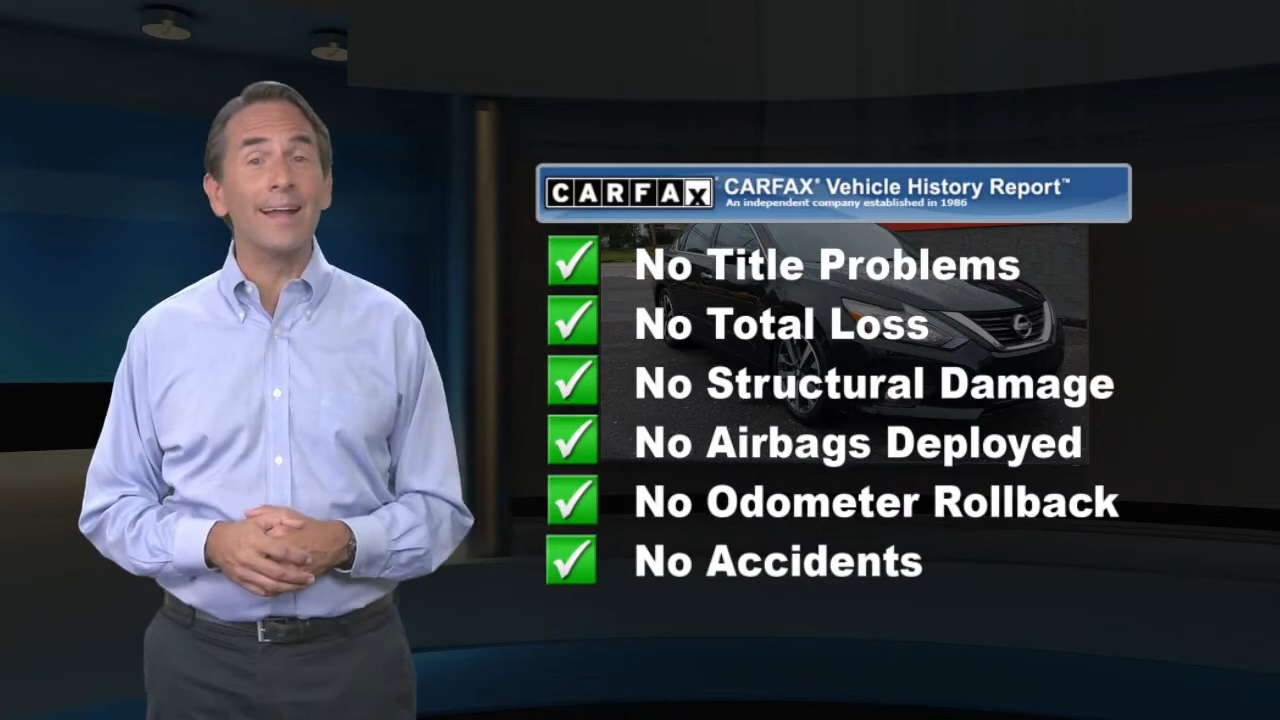 CARFAX® CARFAX® Vehicle History Report™
An independent company established in 1986
No Title Problems
No Total Loss
No Structural Damage
No Airbags Deployed
No Odometer Rollback
No Accidents